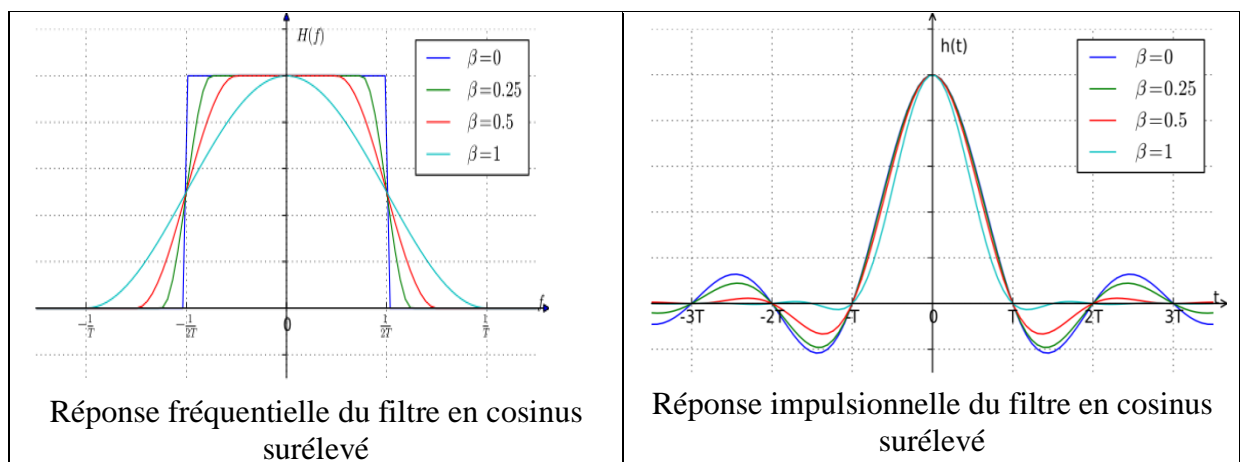 H(f)
β=0
β=0.25
β=0.5
β=1
f
-1/T
-1/2T
0
1/2T
1/T
Réponse fréquentielle du filtre en cosinus
surélevé
h(t)
β=0
β=0.25
β=0.5
β=1
t
-3T
-2T
-T
0
T
2T
3T
Réponse impulsionnelle du filtre en cosinus
surélevé